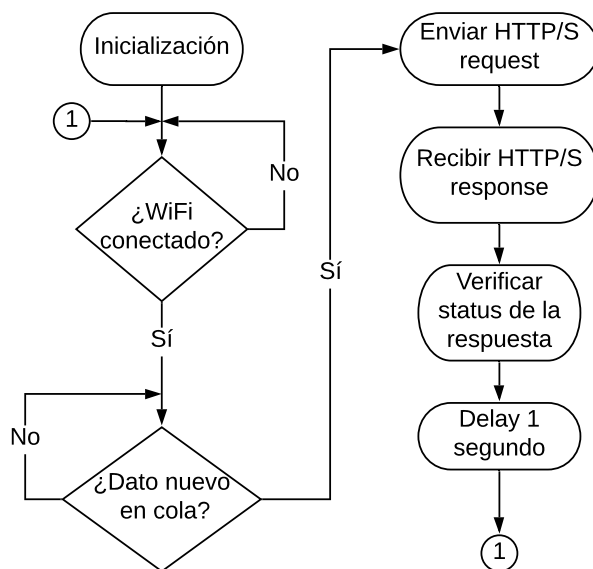 Inicialización
1
No
¿WiFi
conectado?
Sí
No
¿Dato nuevo
en cola?
Sí
Enviar HTTP/S
request
Recibir HTTP/S
response
Verificar
status de la
respuesta
Delay 1
segundo
1